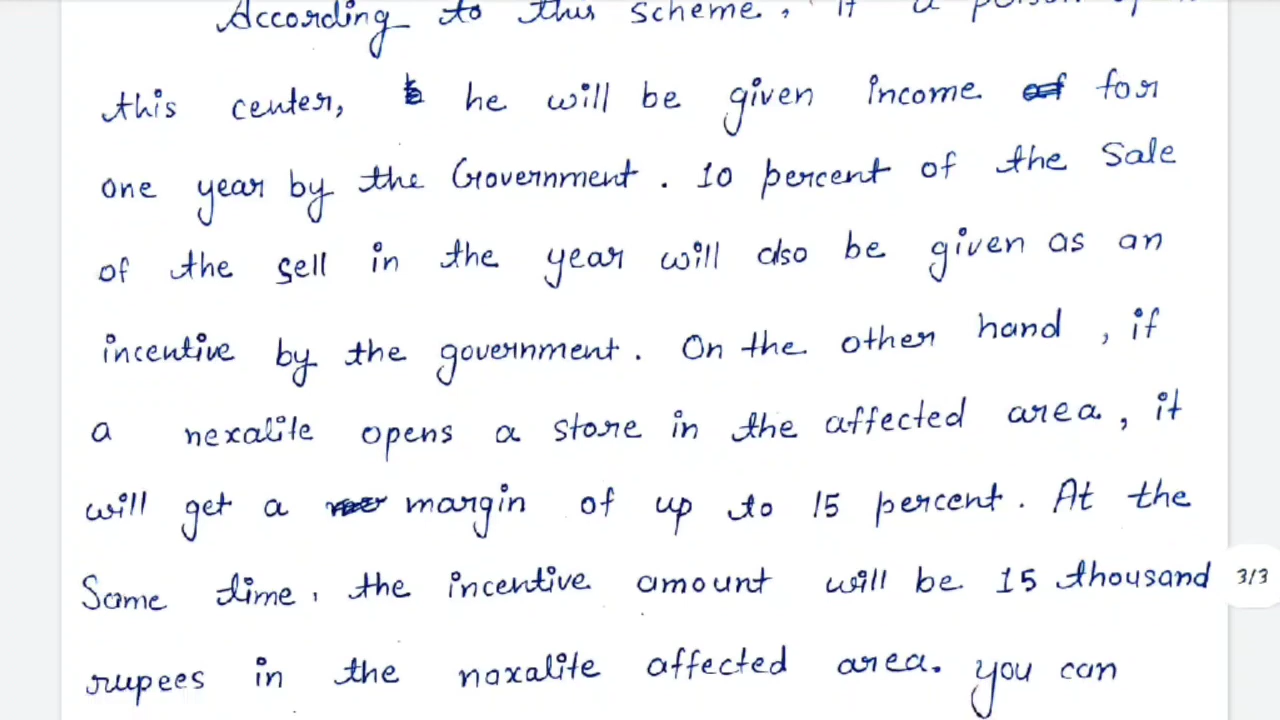 According to this scheme, if a person
this center, he will be given income for
one year by the Government. 10 percent of the Sale
of the sell in the year will also be given as an
incentive by the government. On the other hand, if
a nexalite opens a store in the affected area, it
will get a margin of up to 15 percent. At the
Same time, the incentive amount will be 15 thousand
3/3
rupees in the naxalite affected area. you can